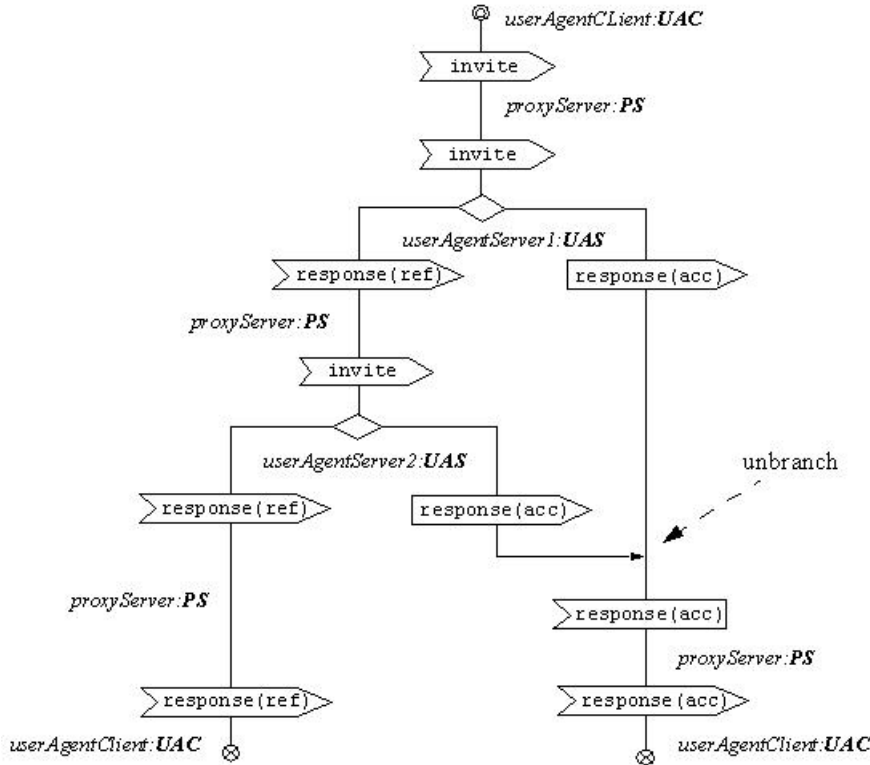 userAgentCLient:UAC
invite
proxyServer:PS
invite
userAgentServer1:UAS
response(ref)
response(acc)
proxyServer:PS
invite
userAgentServer2:UAS
unbranch
response(ref)
response(acc)
proxyServer:PS
response(acc)
proxyServer:PS
response(ref)
response(acc)
userAgentClient:UAC
userAgentClient:UAC